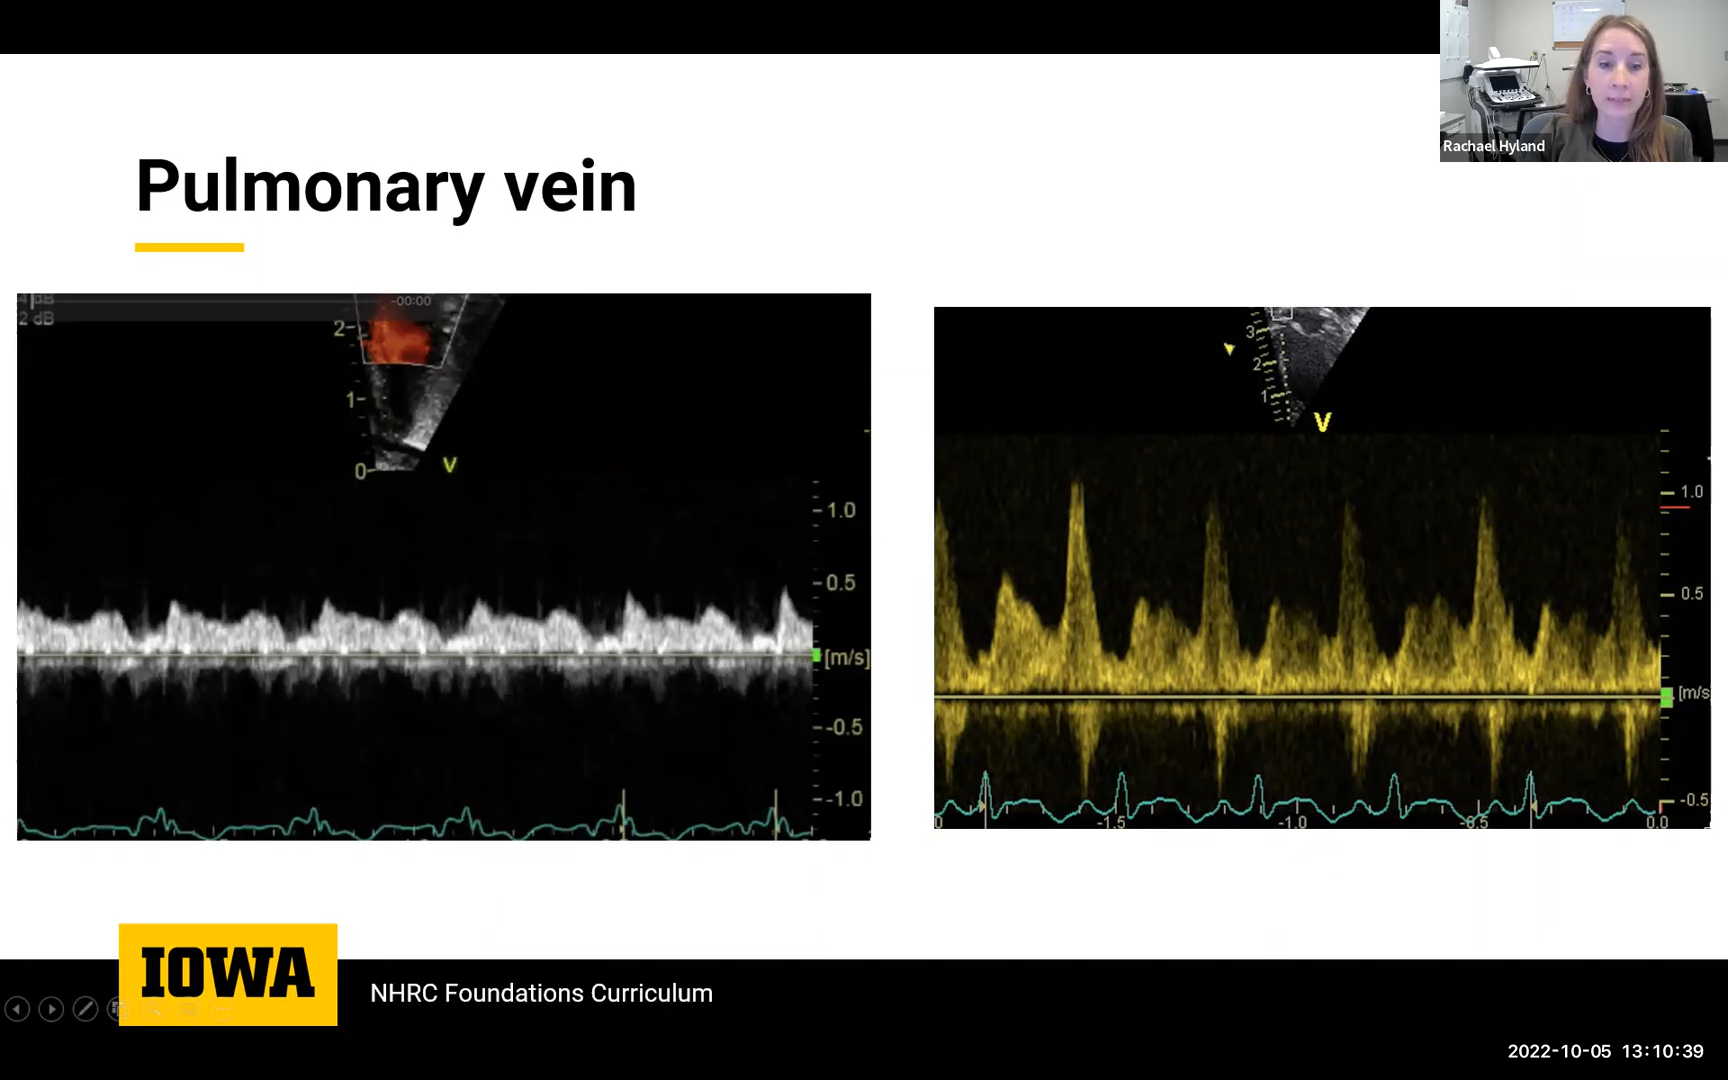 Rachael Hyland
Pulmonary vein
dB
2 dB
-00:00
2
1
0
V
1.0
0.5
[m/s]
-0.5
-1.0
3
2
1
V
1.0
0.5
[m/s
-0.5
0
-1.5
-1.0
-0.5
0.0
IOWA
NHRC Foundations Curriculum
2022-10-05 13:10:39